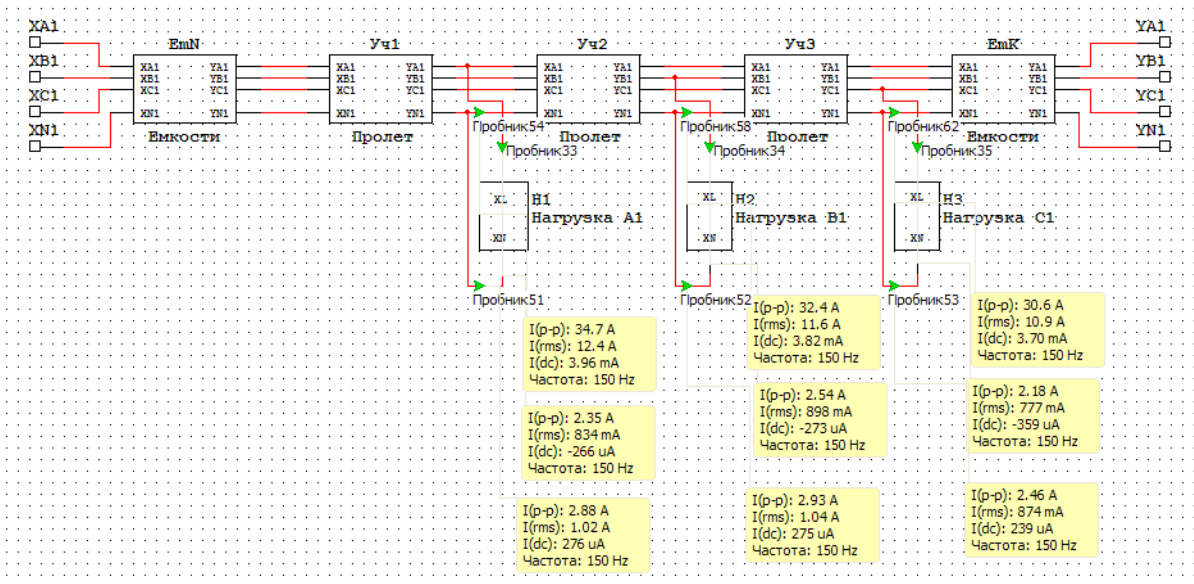 XA1
XB1
XC1
XN1
EmN
XA1 YA1
XB1 YB1
XC1 YC1
XN1 YN1
Емкости
Уч1
XA1 YA1
XB1 YB1
XC1 YC1
XN1 YN1
Пролет
Уч2
XA1 YA1
XB1 YB1
XC1 YC1
XN1 YN1
Пролет
Уч3
XA1 YA1
XB1 YB1
XC1 YC1
XN1 YN1
Пролет
EmK
XA1 YA1
XB1 YB1
XC1 YC1
XN1 YN1
Емкости
YA1
YB1
YC1
YN1
Пробник54
Пробник58
Пробник62
Пробник33
Пробник34
Пробник35
XL
XN
Н1
Нагрузка А1
XL
XN
Н2
Нагрузка В1
XL
XN
Н3
Нагрузка С1
Пробник51
Пробник52
Пробник53
I(p-p): 34.7 A
I(rms): 12.4 A
I(dc): 3.96 mA
Частота: 150 Hz
I(p-p): 32.4 A
I(rms): 11.6 A
I(dc): 3.82 mA
Частота: 150 Hz
I(p-p): 30.6 A
I(rms): 10.9 A
I(dc): 3.70 mA
Частота: 150 Hz
I(p-p): 2.35 A
I(rms): 834 mA
I(dc): -266 uA
Частота: 150 Hz
I(p-p): 2.54 A
I(rms): 898 mA
I(dc): -273 uA
Частота: 150 Hz
I(p-p): 2.18 A
I(rms): 777 mA
I(dc): -359 uA
Частота: 150 Hz
I(p-p): 2.88 A
I(rms): 1.02 A
I(dc): 276 uA
Частота: 150 Hz
I(p-p): 2.93 A
I(rms): 1.04 A
I(dc): 275 uA
Частота: 150 Hz
I(p-p): 2.46 A
I(rms): 874 mA
I(dc): 239 uA
Частота: 150 Hz